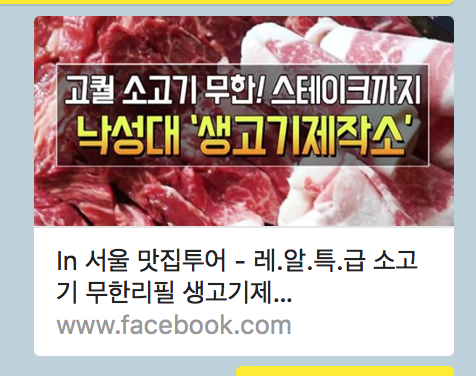 고퀄 소고기 무한! 스테이크까지
낙성대 '생고기제작소'
In 서울 맛집투어 - 레.알.특.급 소고
기 무한리필 생고기제...
www.facebook.com